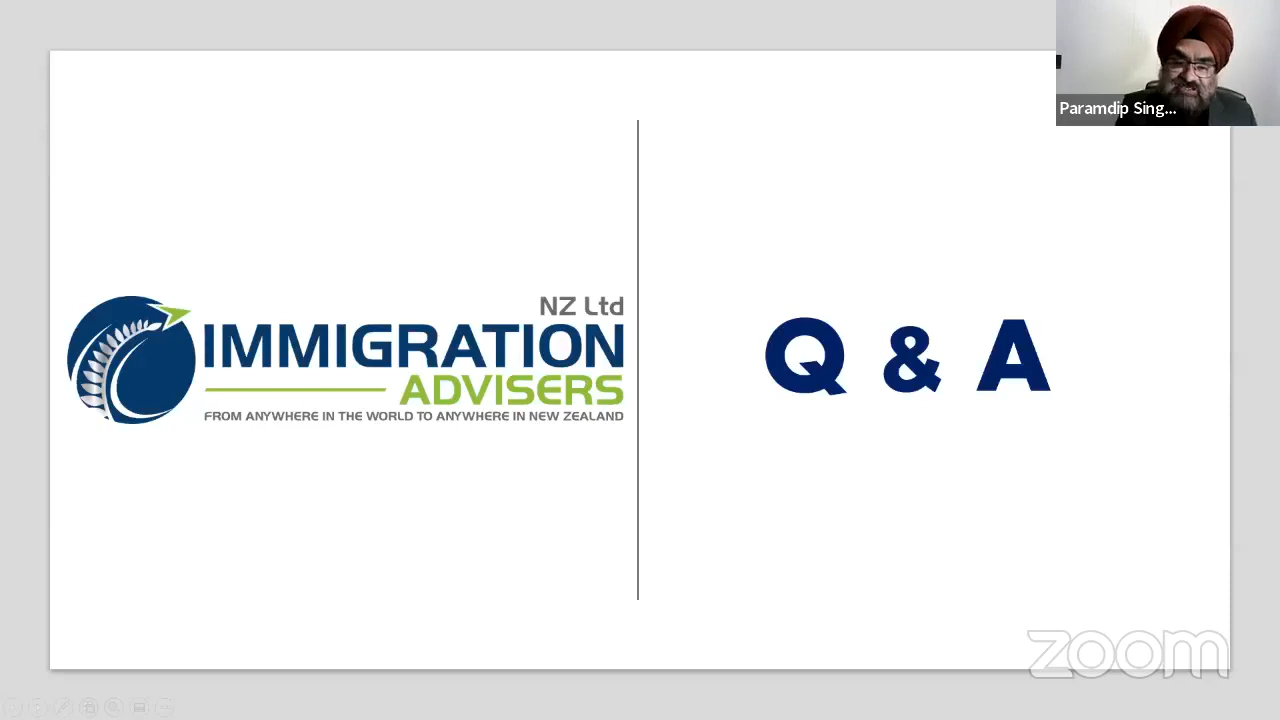 Paramdip Sing...
NZ Ltd
IMMIGRATION
ADVISERS
FROM ANYWHERE IN THE WORLD TO ANYWHERE IN NEW ZEALAND
Q & A
zoom